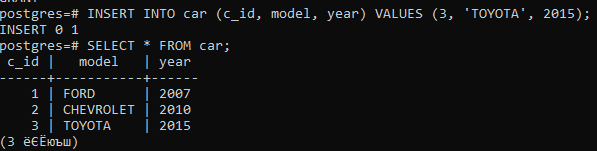 postgres=# INSERT INTO car (c_id, model, year) VALUES (3, 'TOYOTA', 2015);
INSERT 0 1
postgres=# SELECT * FROM car;
 c_id |   model   | year
------+-----------+------
    1 | FORD      | 2007
    2 | CHEVROLET | 2010
    3 | TOYOTA    | 2015
(3 ёЄЁюъш)